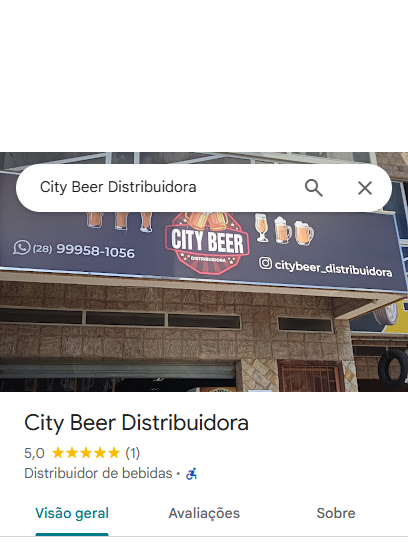 City Beer Distribuidora
CITY BEER
DISTRIBUIDORA
(28) 99958-1056
citybeer_distribuidora
City Beer Distribuidora
5,0 (1)
Distribuidor de bebidas ·
Visão geral
Avaliações
Sobre